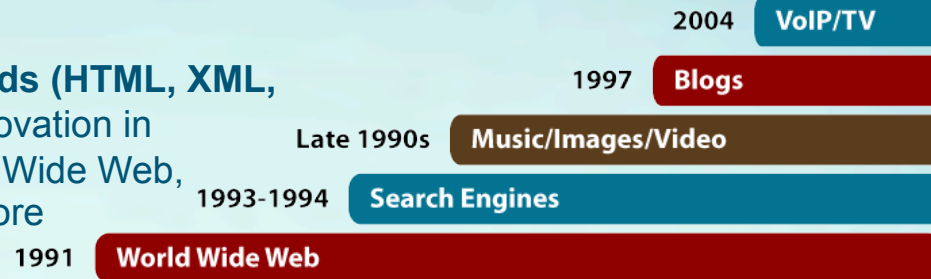 2004 VoIP/TV
ds (HTML, XML,
1997 Blogs
ovation in
Late 1990s Music/Images/Video
Wide Web,
1993-1994 Search Engines
ore
1991 World Wide Web